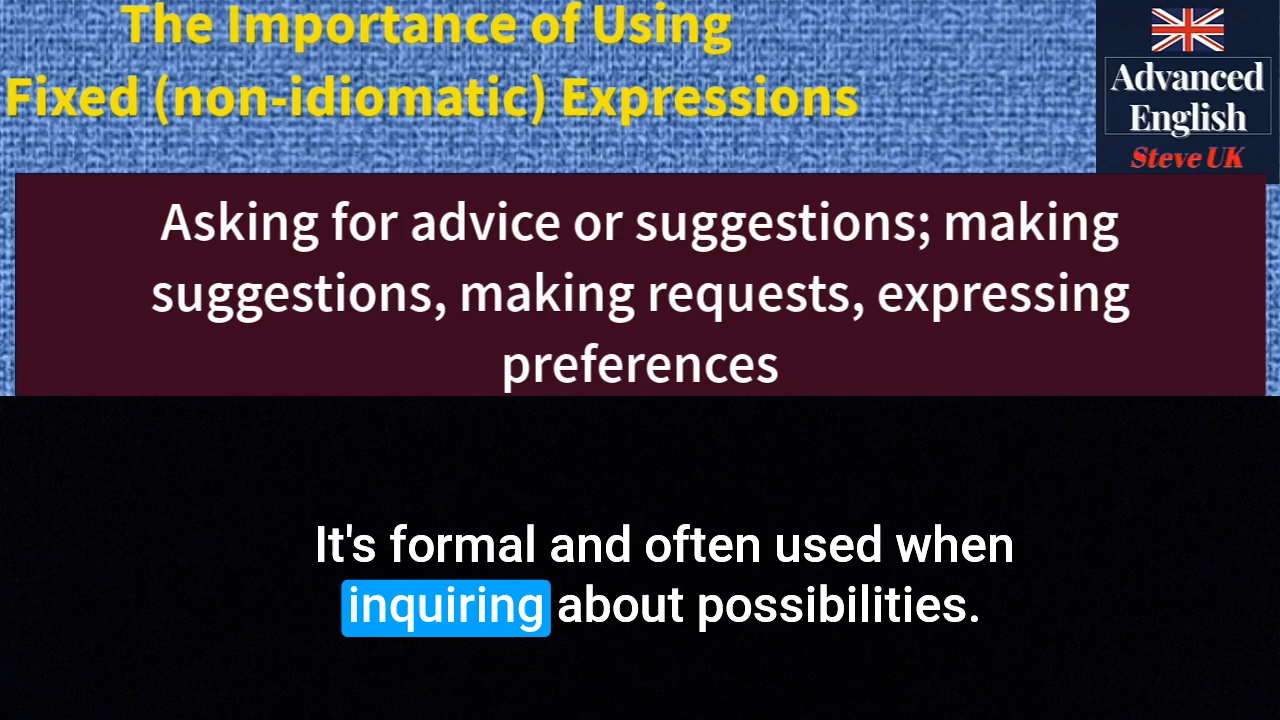 The Importance of Using
Fixed (non-idiomatic) Expressions
Advanced
English
Steve UK
Asking for advice or suggestions; making
suggestions, making requests, expressing
preferences
It's formal and often used when
inquiring about possibilities.